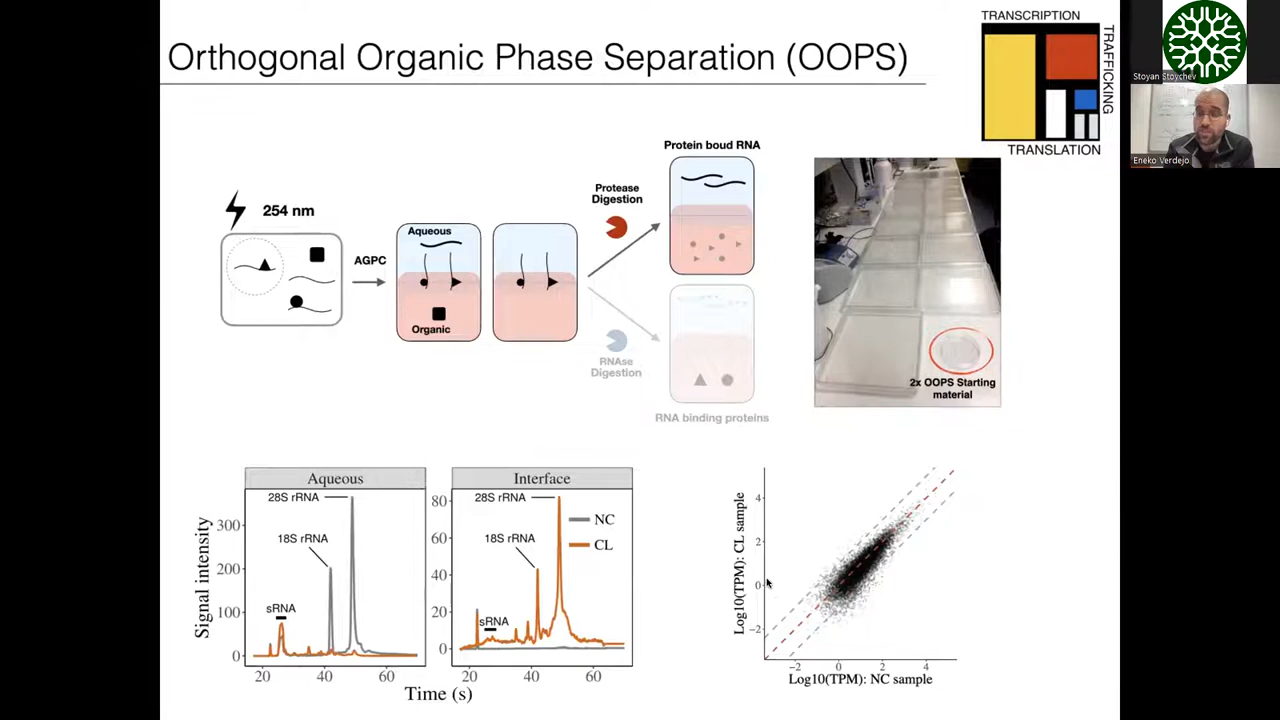 Orthogonal Organic Phase Separation (OOPS)
TRANSCRIPTION
TRAFFICKING
TRANSLATION
Stoyan Stoychev
Eneko Verdejo
254 nm
AGPC
Aqueous
Organic
Protease
Digestion
RNAse
Digestion
Protein boud RNA
RNA binding proteins
2x OOPS Starting
material
Aqueous
28S rRNA
18S rRNA
sRNA
300
200
100
0
20
40
60
Signal intensity
Interface
28S rRNA
18S rRNA
sRNA
NC
CL
80
60
40
20
0
20
40
60
Time (s)
Log10(TPM): CL sample
4
2
0
−2
−2
0
2
4
Log10(TPM): NC sample